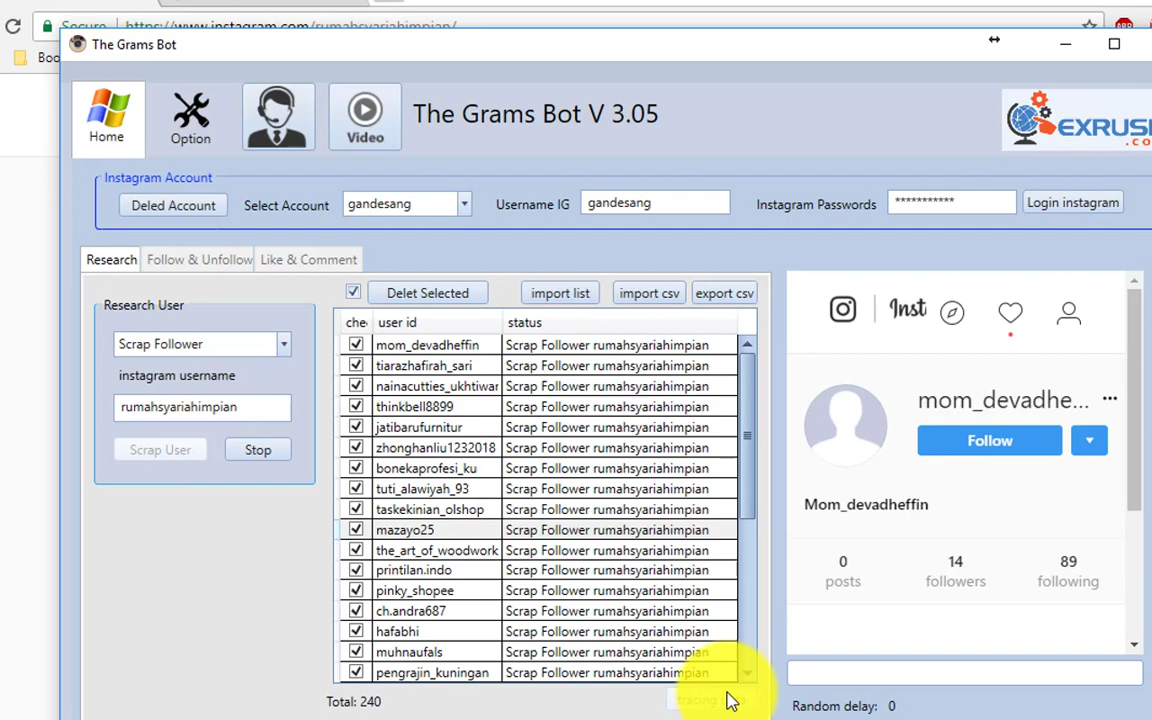 Secure https://www.instagram.com/rumahsyariahimpian/
The Grams Bot
Home
Option
Video
The Grams Bot V 3.05
Instagram Account
Deled Account
Select Account
gandesang
Username IG
gandesang
Instagram Passwords
***********
Login instagram
Research
Follow & Unfollow
Like & Comment
Research User
Scrap Follower
instagram username
rumahsyariahimpian
Scrap User
Stop
Delet Selected
import list
import csv
export csv
che user id status
mom_devadheffin Scrap Follower rumahsyariahimpian
tiarazhafirah_sari Scrap Follower rumahsyariahimpian
nainacutties_ukhtiwar Scrap Follower rumahsyariahimpian
thinkbell8899 Scrap Follower rumahsyariahimpian
jatibarufurnitur Scrap Follower rumahsyariahimpian
zhonghanliu1232018 Scrap Follower rumahsyariahimpian
bonekaprofesi_ku Scrap Follower rumahsyariahimpian
tuti_alawiyah_93 Scrap Follower rumahsyariahimpian
taskekinian_olshop Scrap Follower rumahsyariahimpian
mazayo25 Scrap Follower rumahsyariahimpian
the_art_of_woodwork Scrap Follower rumahsyariahimpian
printilan.indo Scrap Follower rumahsyariahimpian
pinky_shopee Scrap Follower rumahsyariahimpian
ch.andra687 Scrap Follower rumahsyariahimpian
hafabhi Scrap Follower rumahsyariahimpian
muhnaufals Scrap Follower rumahsyariahimpian
pengrajin_kuningan Scrap Follower rumahsyariahimpian
Total: 240
Inst
mom_devadhe...
Follow
Mom_devadheffin
0 14 89
posts followers following
Random delay: 0